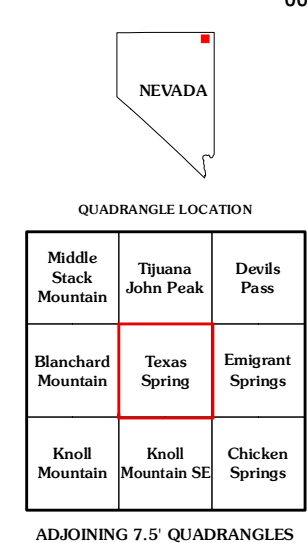 00
NEVADA
QUADRANGLE LOCATION
Middle
Stack
Mountain
Tijuana
John Peak
Devils
Pass
Blanchard
Mountain
Texas
Spring
Emigrant
Springs
Knoll
Mountain
Knoll
Mountain SE
Chicken
Springs
ADJOINING 7.5' QUADRANGLES